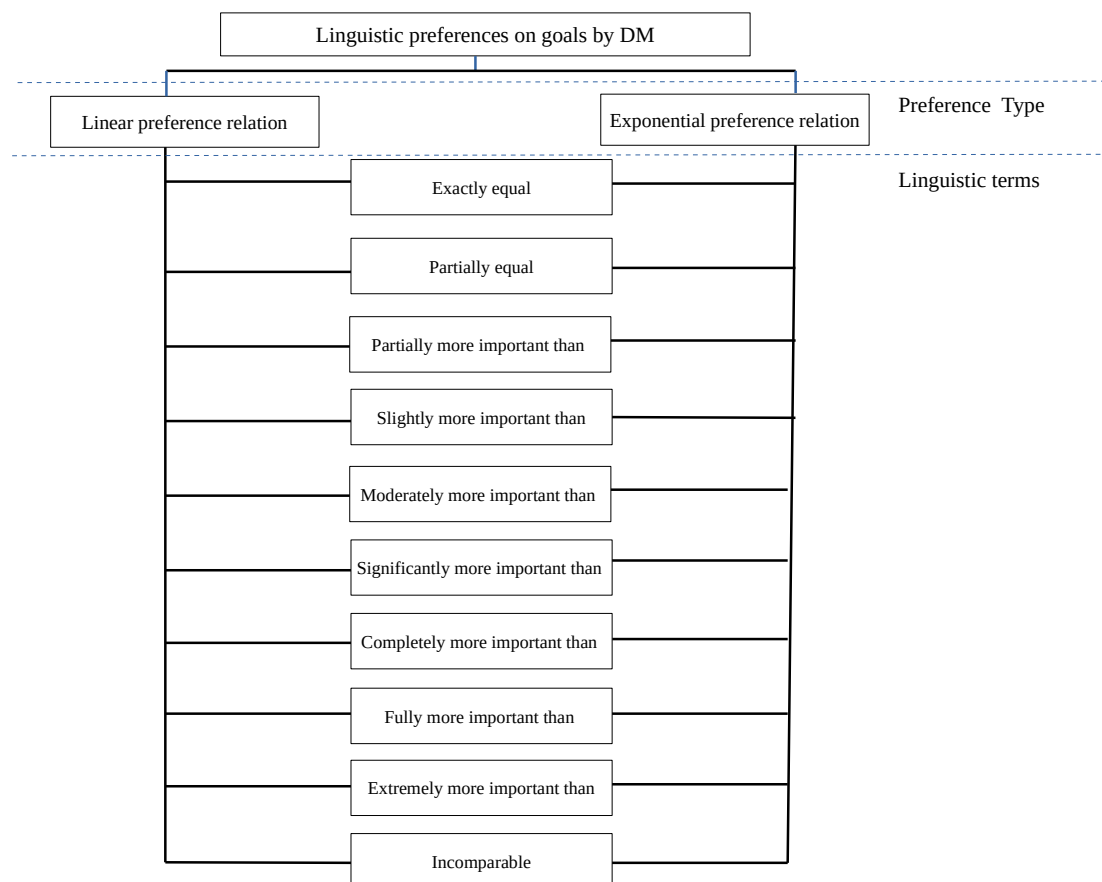 Linguistic preferences on goals by DM
Preference Type
Linear preference relation
Exponential preference relation
Linguistic terms
Exactly equal
Partially equal
Partially more important than
Slightly more important than
Moderately more important than
Significantly more important than
Completely more important than
Fully more important than
Extremely more important than
Incomparable